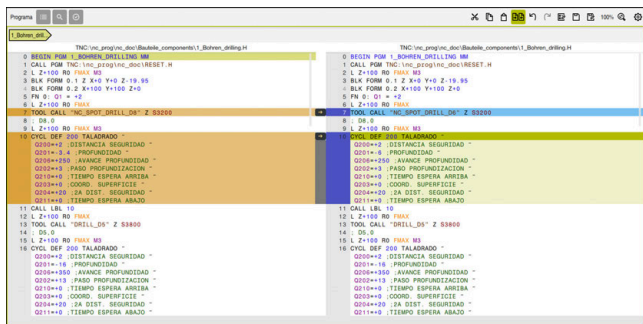 Programa
100%
1_Bohren_dril..
TNC:\nc_prog\nc_doc\Bauteile_components\1_Bohren_drilling.H
0 BEGIN PGM 1_BOHREN_DRILLING MM
1 CALL PGM TNC:\nc_prog\nc_doc\RESET.H
2 L Z+100 R0 FMAX M3
3 BLK FORM 0.1 Z X+0 Y+0 Z-19.95
4 BLK FORM 0.2 X+100 Y+100 Z+0
5 FN 0: Q1 = +2
6 L Z+100 R0 FMAX
7 TOOL CALL "NC_SPOT_DRILL_D8" Z S3200
8 ; D8,0
9 L Z+100 R0 FMAX M3
10 CYCL DEF 200 TALADRADO ~
Q200=+2 ;DISTANCIA SEGURIDAD ~
Q201=-3.4 ;PROFUNDIDAD ~
Q206=+250 ;AVANCE PROFUNDIDAD ~
Q202=+3 ;PASO PROFUNDIZACION ~
Q210=+0 ;TIEMPO ESPERA ARRIBA ~
Q203=+0 ;COORD. SUPERFICIE ~
Q204=+20 ;2A DIST. SEGURIDAD ~
Q211=+0 ;TIEMPO ESPERA ABAJO
11 CALL LBL 10
12 L Z+100 R0 FMAX
13 TOOL CALL "DRILL_D5" Z S3800
14 ; D5,0
15 L Z+100 R0 FMAX M3
16 CYCL DEF 200 TALADRADO ~
Q200=+2 ;DISTANCIA SEGURIDAD ~
Q201=-16 ;PROFUNDIDAD ~
Q206=+350 ;AVANCE PROFUNDIDAD ~
Q202=+13 ;PASO PROFUNDIZACION ~
Q210=+0 ;TIEMPO ESPERA ARRIBA ~
Q203=+0 ;COORD. SUPERFICIE ~
Q204=+20 ;2A DIST. SEGURIDAD ~
Q211=+0 ;TIEMPO ESPERA ABAJO ~
TNC:\nc_prog\nc_doc\Bauteile_components\1_Bohren_drilling.H
0 BEGIN PGM 1_BOHREN_DRILLING MM
1 CALL PGM TNC:\nc_prog\nc_doc\RESET.H
2 L Z+100 R0 FMAX M3
3 BLK FORM 0.1 Z X+0 Y+0 Z-19.95
4 BLK FORM 0.2 X+100 Y+100 Z+0
5 FN 0: Q1 = +2
6 L Z+100 R0 FMAX
7 TOOL CALL "NC_SPOT_DRILL_D6" Z S3200
8 ; D8,0
9 L Z+100 R0 FMAX M3
10 CYCL DEF 200 TALADRADO ~
Q200=+2 ;DISTANCIA SEGURIDAD ~
Q201=-6 ;PROFUNDIDAD ~
Q206=+250 ;AVANCE PROFUNDIDAD ~
Q202=+3 ;PASO PROFUNDIZACION ~
Q210=+0 ;TIEMPO ESPERA ARRIBA ~
Q203=+0 ;COORD. SUPERFICIE ~
Q204=+20 ;2A DIST. SEGURIDAD ~
Q211=+0 ;TIEMPO ESPERA ABAJO
11 CALL LBL 10
12 L Z+100 R0 FMAX
13 TOOL CALL "DRILL_D5" Z S3800
14 ; D5,0
15 L Z+100 R0 FMAX M3
16 CYCL DEF 200 TALADRADO ~
Q200=+2 ;DISTANCIA SEGURIDAD ~
Q201=-16 ;PROFUNDIDAD ~
Q206=+350 ;AVANCE PROFUNDIDAD ~
Q202=+13 ;PASO PROFUNDIZACION ~
Q210=+0 ;TIEMPO ESPERA ARRIBA ~
Q203=+0 ;COORD. SUPERFICIE ~
Q204=+20 ;2A DIST. SEGURIDAD ~
Q211=+0 ;TIEMPO ESPERA ABAJO ~